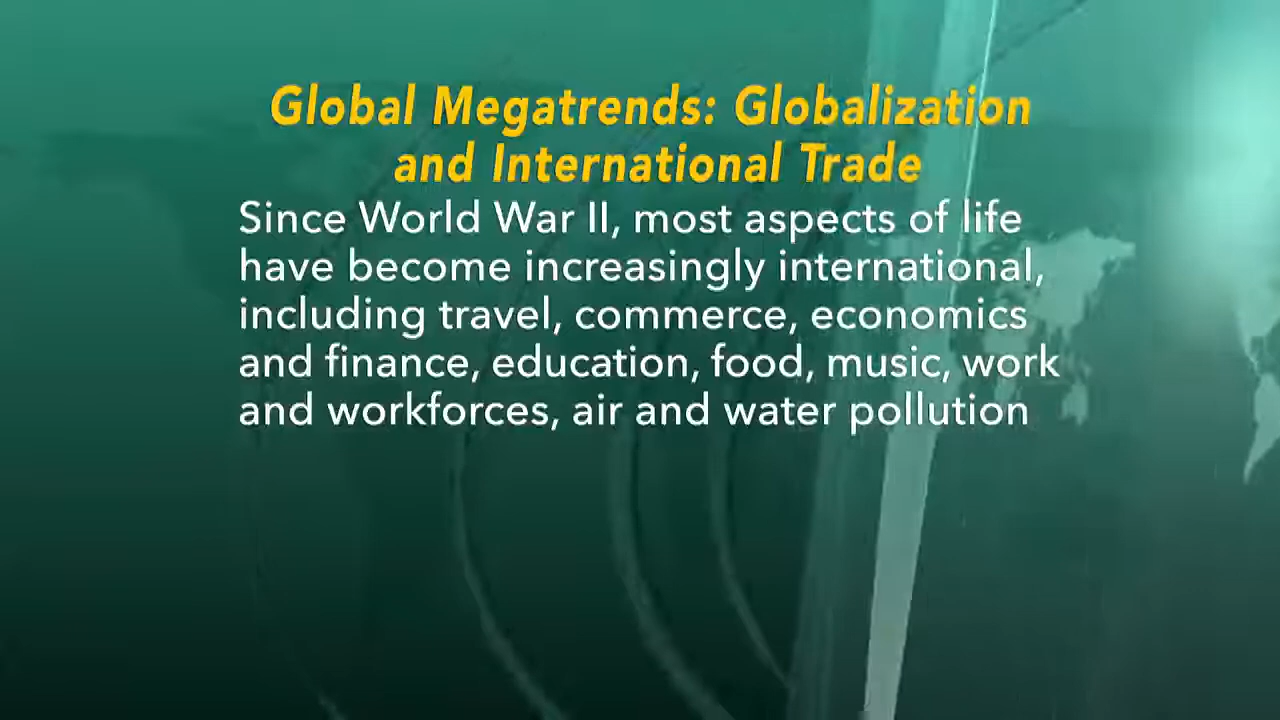 Global Megatrends: Globalization
and International Trade
Since World War II, most aspects of life
have become increasingly international,
including travel, commerce, economics
and finance, education, food, music, work
and workforces, air and water pollution